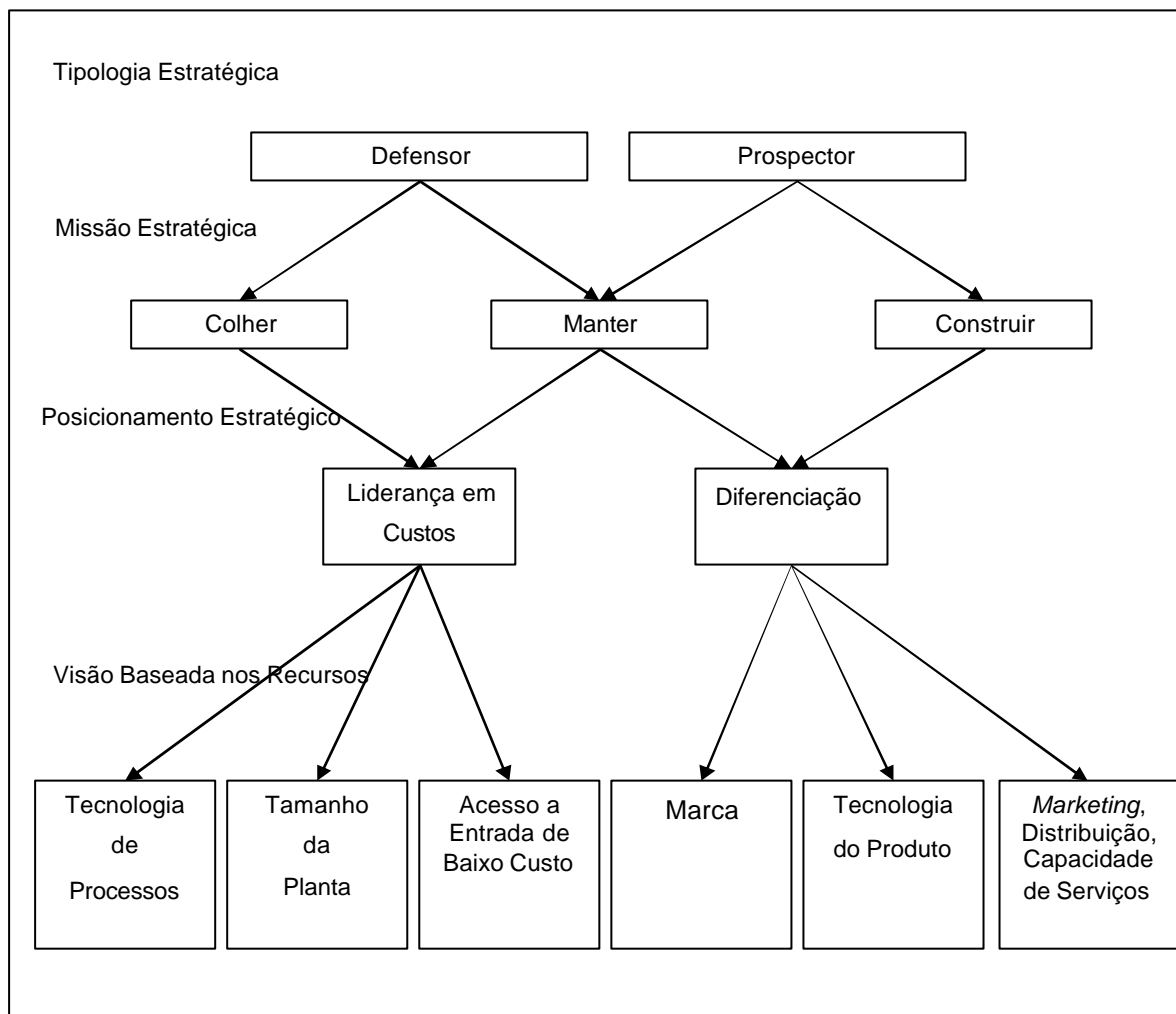 Tipologia Estratégica
Defensor
Prospector
Missão Estratégica
Colher
Manter
Construir
Posicionamento Estratégico
Liderança em
Custos
Diferenciação
Visão Baseada nos Recursos
Tecnologia
de
Processos
Tamanho
da
Planta
Acesso a
Entrada de
Baixo Custo
Marca
Tecnologia
do Produto
Marketing,
Distribuição,
Capacidade
de Serviços